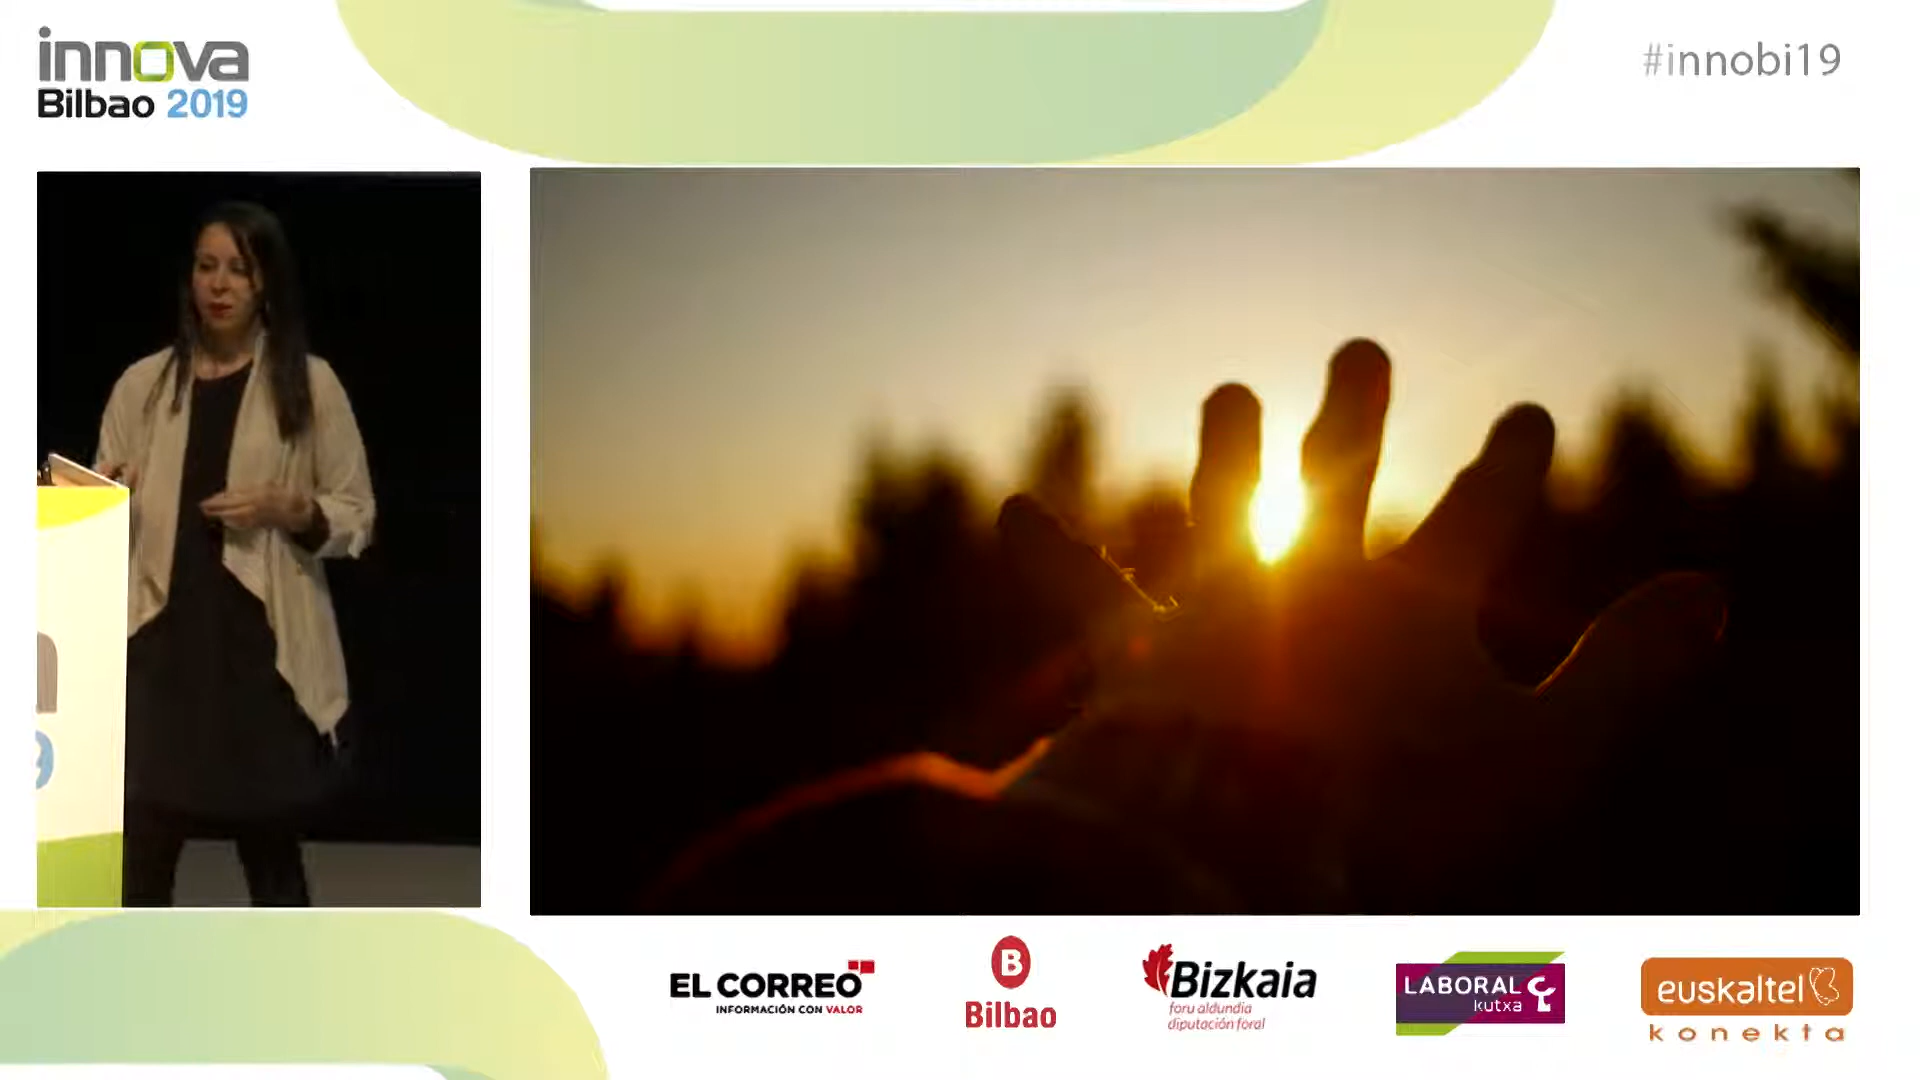 innova
Bilbao 2019
#innobi19
n
9
EL CORREO
INFORMACIÓN CON VALOR
B
Bilbao
Bizkaia
foru aldundia
diputación foral
LABORAL
kutxa
euskaltel
konekta